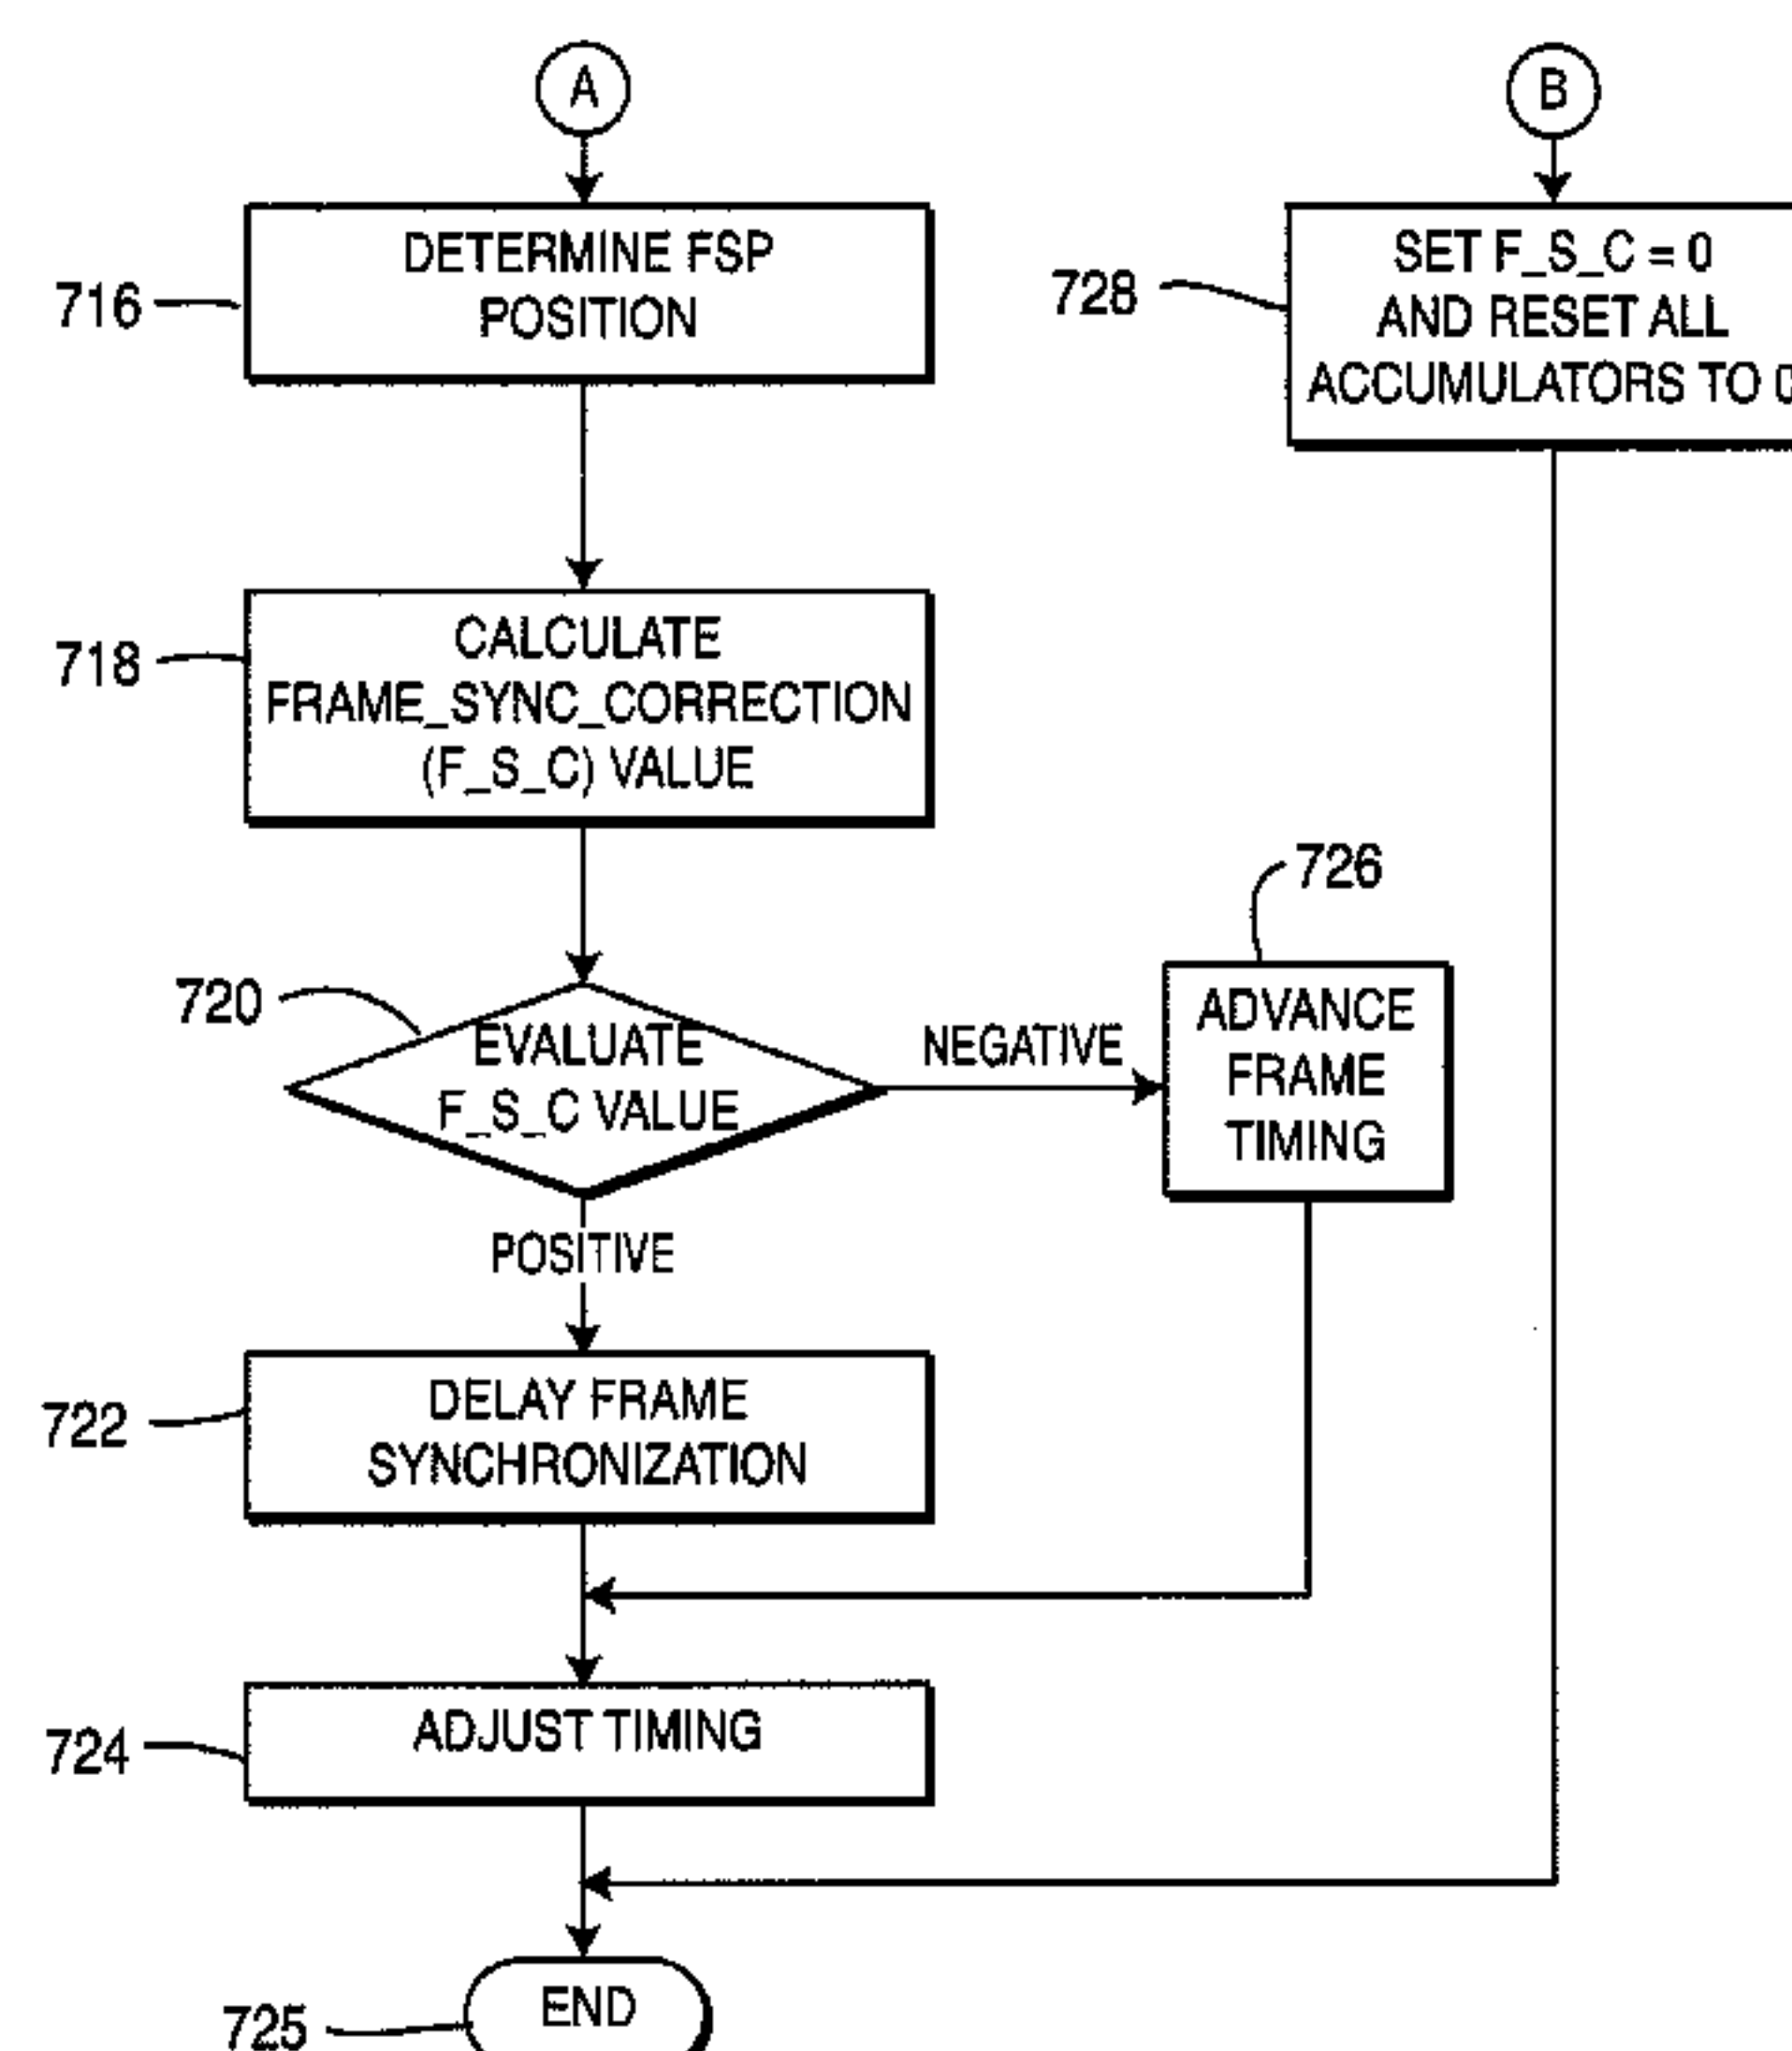 A
B
DETERMINE FSP
POSITION
716
SET F_S_C = 0
AND RESET ALL
ACCUMULATORS TO 0
728
CALCULATE
FRAME_SYNC_CORRECTION
(F_S_C) VALUE
718
726
720
EVALUATE
F_S_C VALUE
NEGATIVE
ADVANCE
FRAME
TIMING
POSITIVE
DELAY FRAME
SYNCHRONIZATION
722
ADJUST TIMING
724
END
725